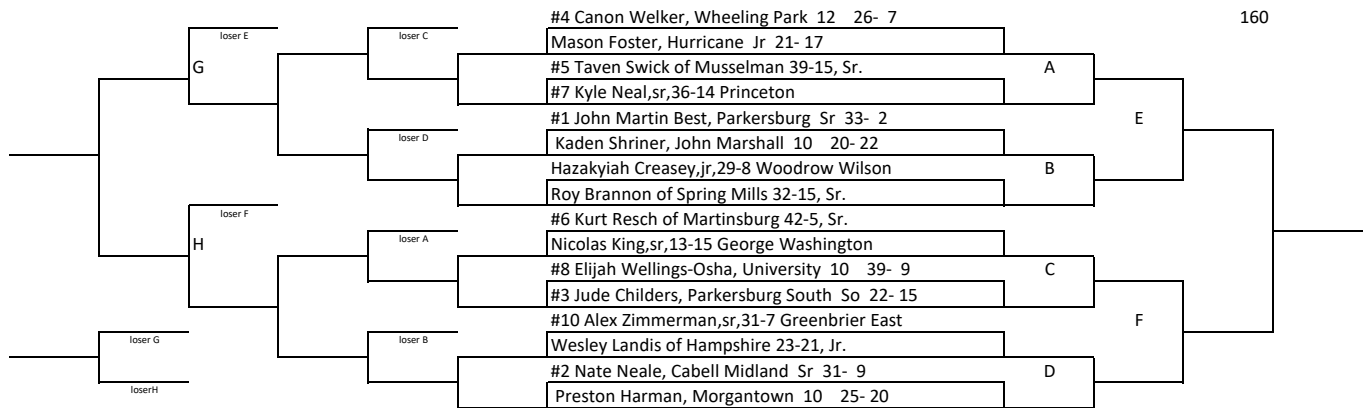 #4 Canon Welker, Wheeling Park 12 26- 7 160
loser E loser C
Mason Foster, Hurricane Jr 21- 17
G #5 Taven Swick of Musselman 39-15, Sr. A
#7 Kyle Neal,sr,36-14 Princeton
#1 John Martin Best, Parkersburg Sr 33- 2 E
loser D Kaden Shriner, John Marshall 10 20- 22
Hazakyiah Creasey,jr,29-8 Woodrow Wilson B
Roy Brannon of Spring Mills 32-15, Sr.
loser F #6 Kurt Resch of Martinsburg 42-5, Sr.
H loser A Nicolas King,sr,13-15 George Washington
#8 Elijah Wellings-Osha, University 10 39- 9 C
#3 Jude Childers, Parkersburg South So 22- 15
#10 Alex Zimmerman,sr,31-7 Greenbrier East F
loser G loser B Wesley Landis of Hampshire 23-21, Jr.
#2 Nate Neale, Cabell Midland Sr 31- 9 D
loserH Preston Harman, Morgantown 10 25- 20